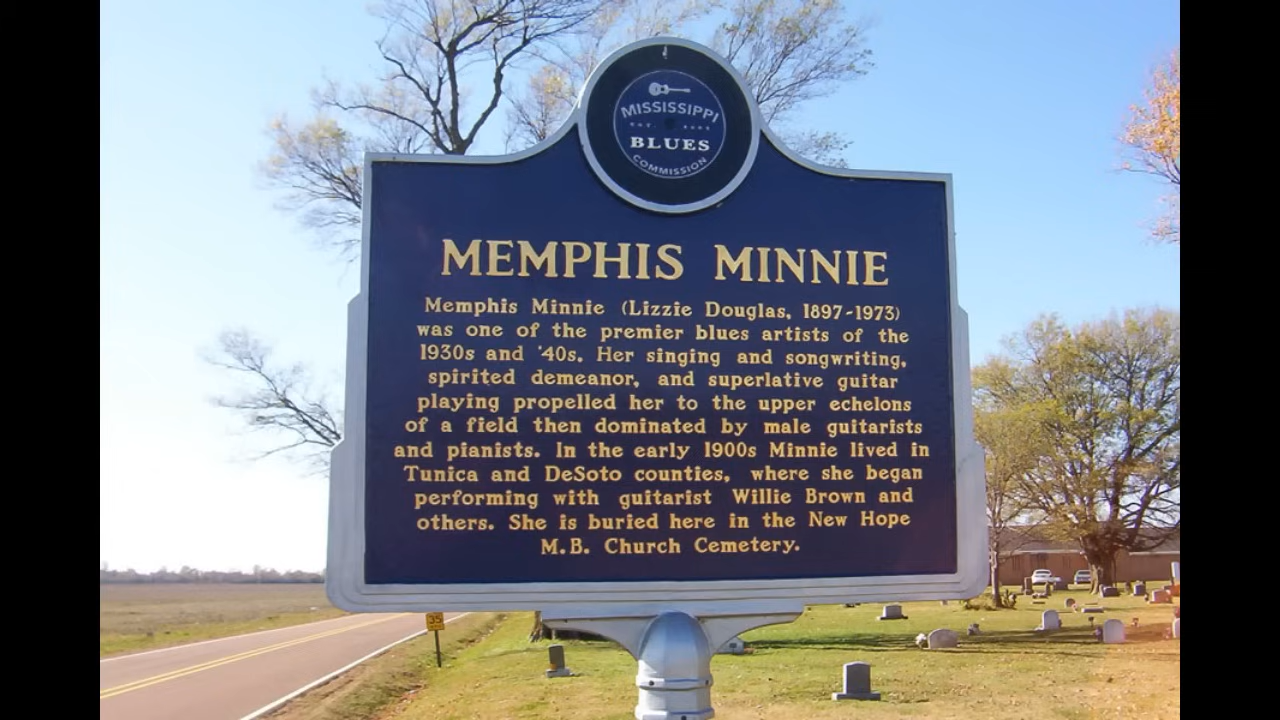 MISSISSIPPI
BLUES
COMMISSION
MEMPHIS MINNIE
Memphis Minnie (Lizzie Douglas, 1897-1973)
was one of the premier blues artists of the
1930s and '40s. Her singing and songwriting,
spirited demeanor, and superlative guitar
playing propelled her to the upper echelons
of a field then dominated by male guitarists
and pianists. In the early 1900s Minnie lived in
Tunica and DeSoto counties, where she began
performing with guitarist Willie Brown and
others. She is buried here in the New Hope
M.B. Church Cemetery.
35